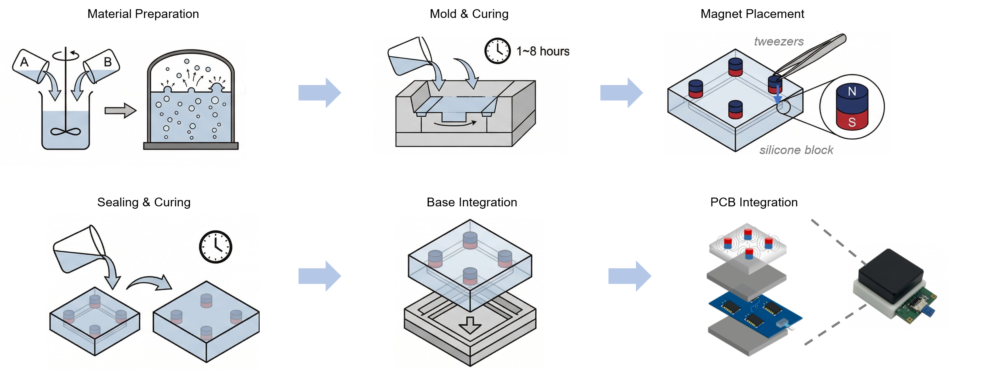 Material Preparation
Mold & Curing
Magnet Placement
A
B
1~8 hours
tweezers
N
S
silicone block
Sealing & Curing
Base Integration
PCB Integration